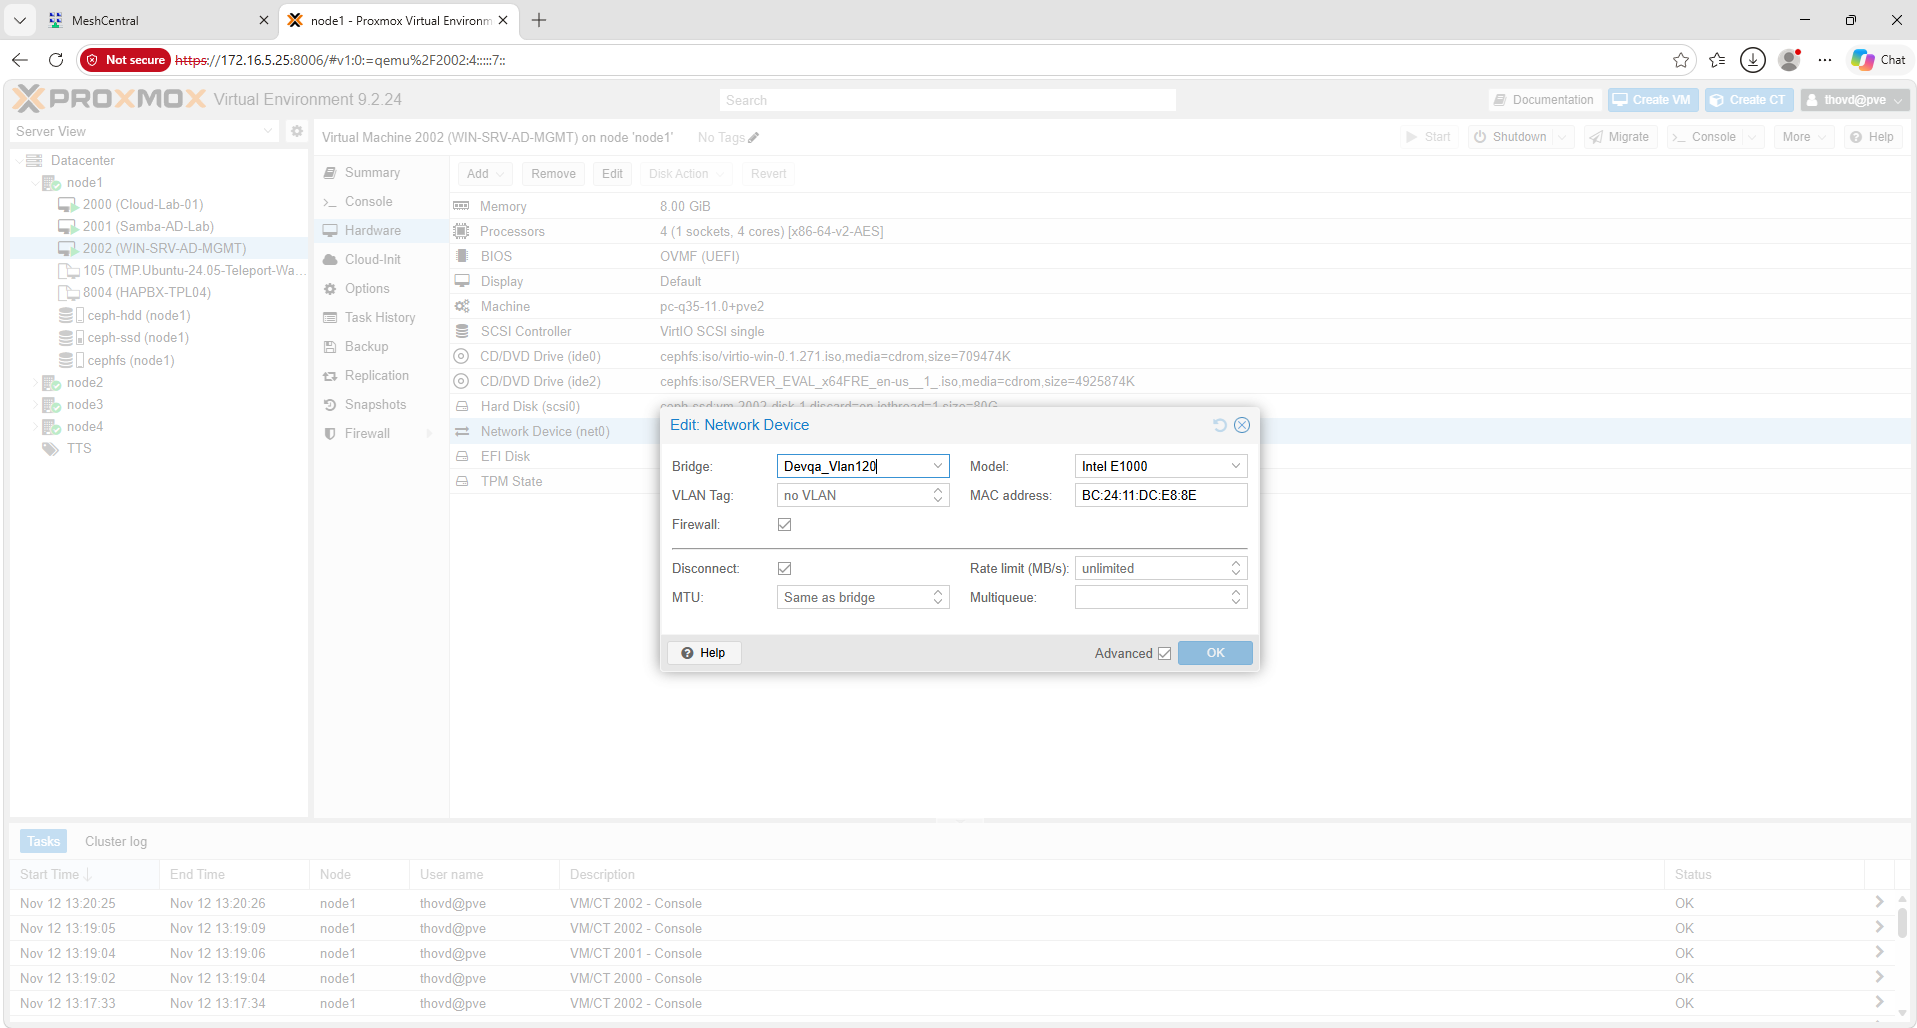 MeshCentral
node1 - Proxmox Virtual Environm
Not secure https://172.16.5.25:8006/#v1:0:=qemu%2F2002:4:::::7::
Chat
PROXMOX Virtual Environment 9.2.24
Search
Documentation
Create VM
Create CT
thovd@pve
Server View
Virtual Machine 2002 (WIN-SRV-AD-MGMT) on node 'node1'
No Tags
Start
Shutdown
Migrate
Console
More
Help
Datacenter
node1
2000 (Cloud-Lab-01)
2001 (Samba-AD-Lab)
2002 (WIN-SRV-AD-MGMT)
105 (TMP.Ubuntu-24.05-Teleport-Wa...
8004 (HAPBX-TPL04)
ceph-hdd (node1)
ceph-ssd (node1)
cephfs (node1)
node2
node3
node4
TTS
Summary
Console
Hardware
Cloud-Init
Options
Task History
Backup
Replication
Snapshots
Firewall
Add
Remove
Edit
Disk Action
Revert
Memory 8.00 GiB
Processors 4 (1 sockets, 4 cores) [x86-64-v2-AES]
BIOS OVMF (UEFI)
Display Default
Machine pc-q35-11.0+pve2
SCSI Controller VirtIO SCSI single
CD/DVD Drive (ide0) cephfs:iso/virtio-win-0.1.271.iso,media=cdrom,size=709474K
CD/DVD Drive (ide2) cephfs:iso/SERVER_EVAL_x64FRE_en-us__1_.iso,media=cdrom,size=4925874K
Hard Disk (scsi0) ceph-ssd:vm-2002-disk-1,discard=on,iothread=1,size=80G
Network Device (net0)
EFI Disk
TPM State
Edit: Network Device
Bridge: Devqa_Vlan120
Model: Intel E1000
VLAN Tag: no VLAN
MAC address: BC:24:11:DC:E8:8E
Firewall:
Disconnect:
Rate limit (MB/s): unlimited
MTU: Same as bridge
Multiqueue:
Help
Advanced
OK
Tasks
Cluster log
Start Time End Time Node User name Description Status
Nov 12 13:20:25 Nov 12 13:20:26 node1 thovd@pve VM/CT 2002 - Console OK
Nov 12 13:19:05 Nov 12 13:19:09 node1 thovd@pve VM/CT 2002 - Console OK
Nov 12 13:19:04 Nov 12 13:19:06 node1 thovd@pve VM/CT 2001 - Console OK
Nov 12 13:19:02 Nov 12 13:19:04 node1 thovd@pve VM/CT 2000 - Console OK
Nov 12 13:17:33 Nov 12 13:17:34 node1 thovd@pve VM/CT 2002 - Console OK